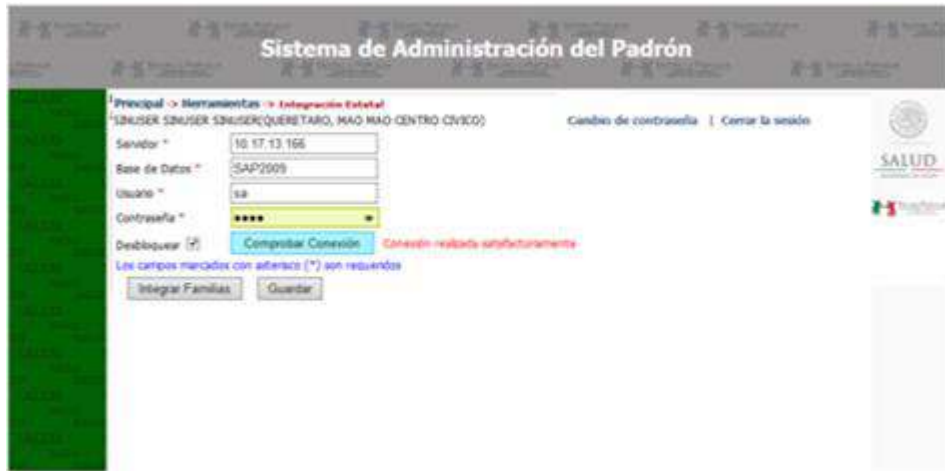 Sistema de Administración del Padrón
Principal -> Herramientas -> Integración Estatal
SINUSER SINUSER SINUSER(QUERETARO, MAO MAO CENTRO CIVICO)
Cambio de contraseña | Cerrar la sesión
Servidor * 10.17.13.166
Base de Datos * SAP2009
Usuario * sa
Contraseña * ●●●●
Desbloquear Comprobar Conexión Conexión realizada satisfactoriamente
Los campos marcados con asterisco (*) son requeridos
Integrar Familias Guardar
SALUD